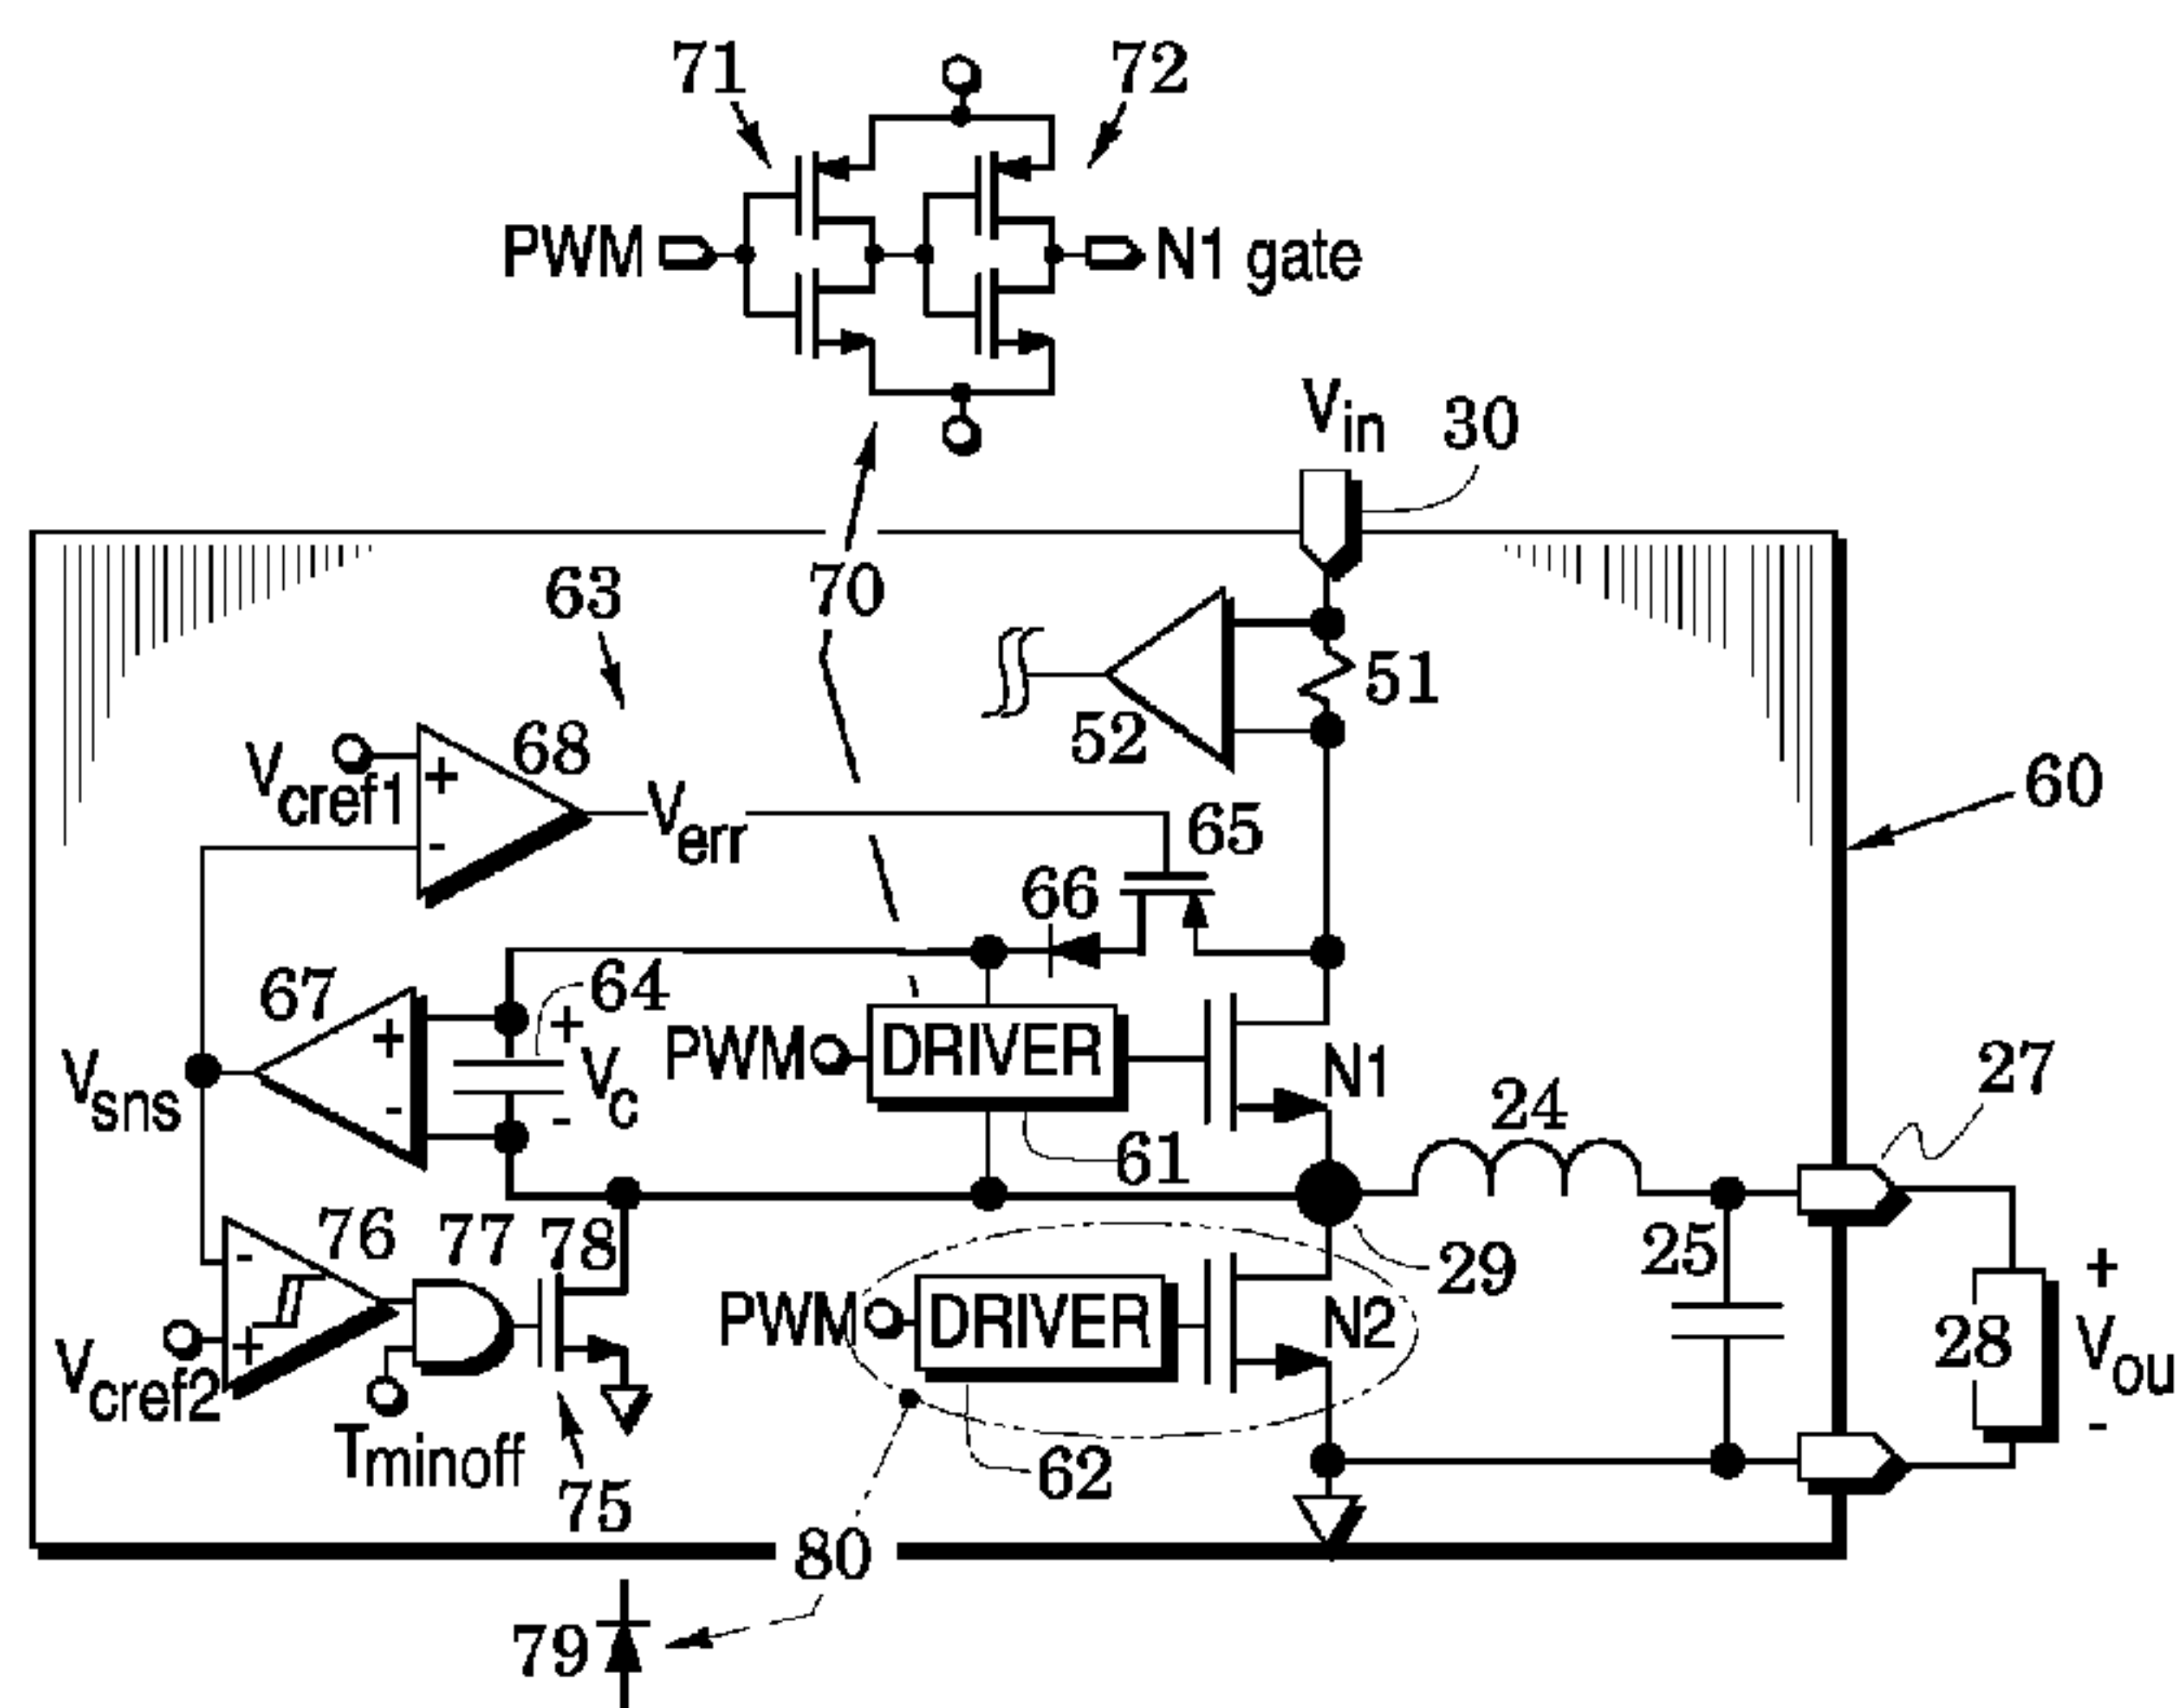 71
72
PWM
N1 gate
Vin
30
63
70
51
52
Vcref1
+
-
68
Verr
65
60
66
67
+
-
64
+
Vc
-
PWM
DRIVER
N1
Vsns
61
24
27
76
77
78
-
+
29
25
PWM
DRIVER
N2
28
+
Vou
-
Vcref2
Tminoff
62
75
80
79